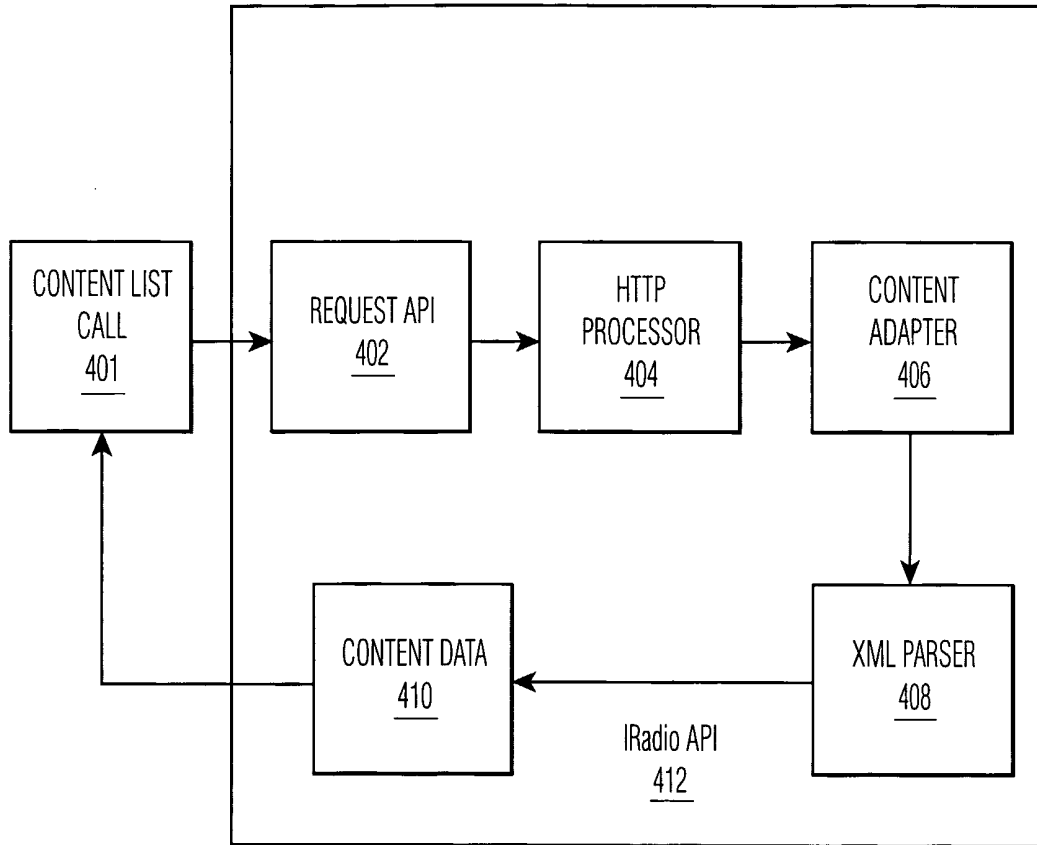 CONTENT LIST
CALL
401
REQUEST API
402
HTTP
PROCESSOR
404
CONTENT
ADAPTER
406
CONTENT DATA
410
XML PARSER
408
IRadio API
412